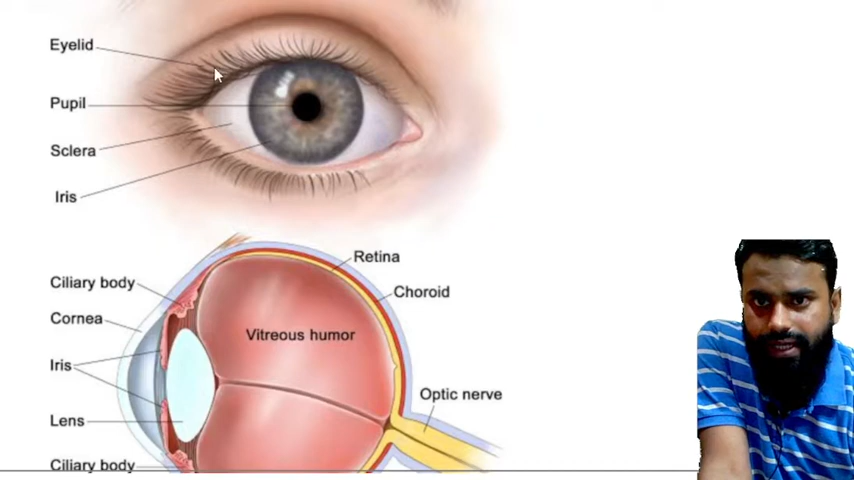 Eyelid
Pupil
Sclera
Iris
Retina
Ciliary body
Choroid
Cornea
Vitreous humor
Iris
Optic nerve
Lens
Ciliary body